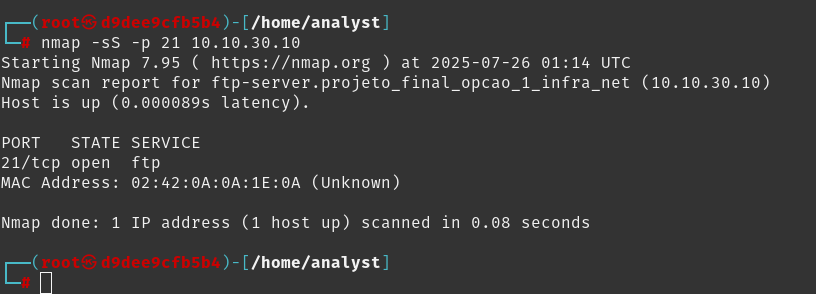 ┌──(root㉿d9dee9cfb5b4)-[/home/analyst]
└─# nmap -sS -p 21 10.10.30.10
Starting Nmap 7.95 ( https://nmap.org ) at 2025-07-26 01:14 UTC
Nmap scan report for ftp-server.projeto_final_opcao_1_infra_net (10.10.30.10)
Host is up (0.000089s latency).
PORT   STATE SERVICE
21/tcp open  ftp
MAC Address: 02:42:0A:0A:1E:0A (Unknown)
Nmap done: 1 IP address (1 host up) scanned in 0.08 seconds
┌──(root㉿d9dee9cfb5b4)-[/home/analyst]
└─#